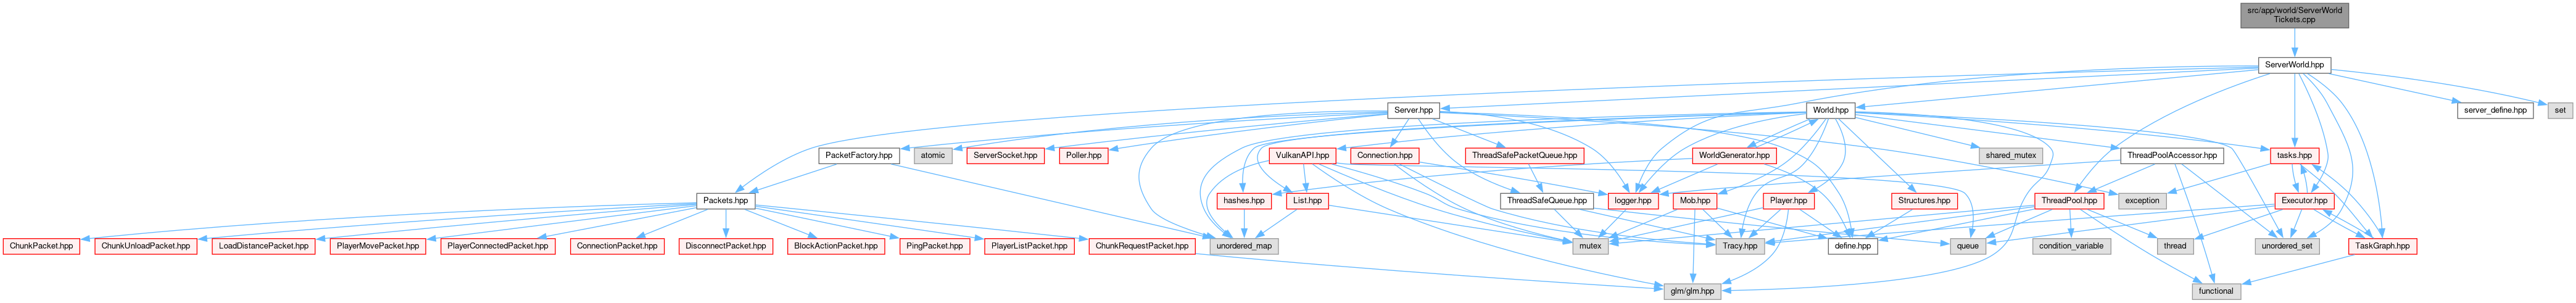 src/app/world/ServerWorld
Tickets.cpp
ServerWorld.hpp
Server.hpp
World.hpp
server_define.hpp
set
PacketFactory.hpp
atomic
ServerSocket.hpp
Poller.hpp
VulkanAPI.hpp
Connection.hpp
ThreadSafePacketQueue.hpp
WorldGenerator.hpp
shared_mutex
ThreadPoolAccessor.hpp
tasks.hpp
Packets.hpp
hashes.hpp
List.hpp
ThreadSafeQueue.hpp
logger.hpp
Mob.hpp
Player.hpp
Structures.hpp
ThreadPool.hpp
exception
Executor.hpp
ChunkPacket.hpp
ChunkUnloadPacket.hpp
LoadDistancePacket.hpp
PlayerMovePacket.hpp
PlayerConnectedPacket.hpp
ConnectionPacket.hpp
DisconnectPacket.hpp
BlockActionPacket.hpp
PingPacket.hpp
PlayerListPacket.hpp
ChunkRequestPacket.hpp
unordered_map
mutex
Tracy.hpp
define.hpp
queue
condition_variable
thread
unordered_set
TaskGraph.hpp
glm/glm.hpp
functional